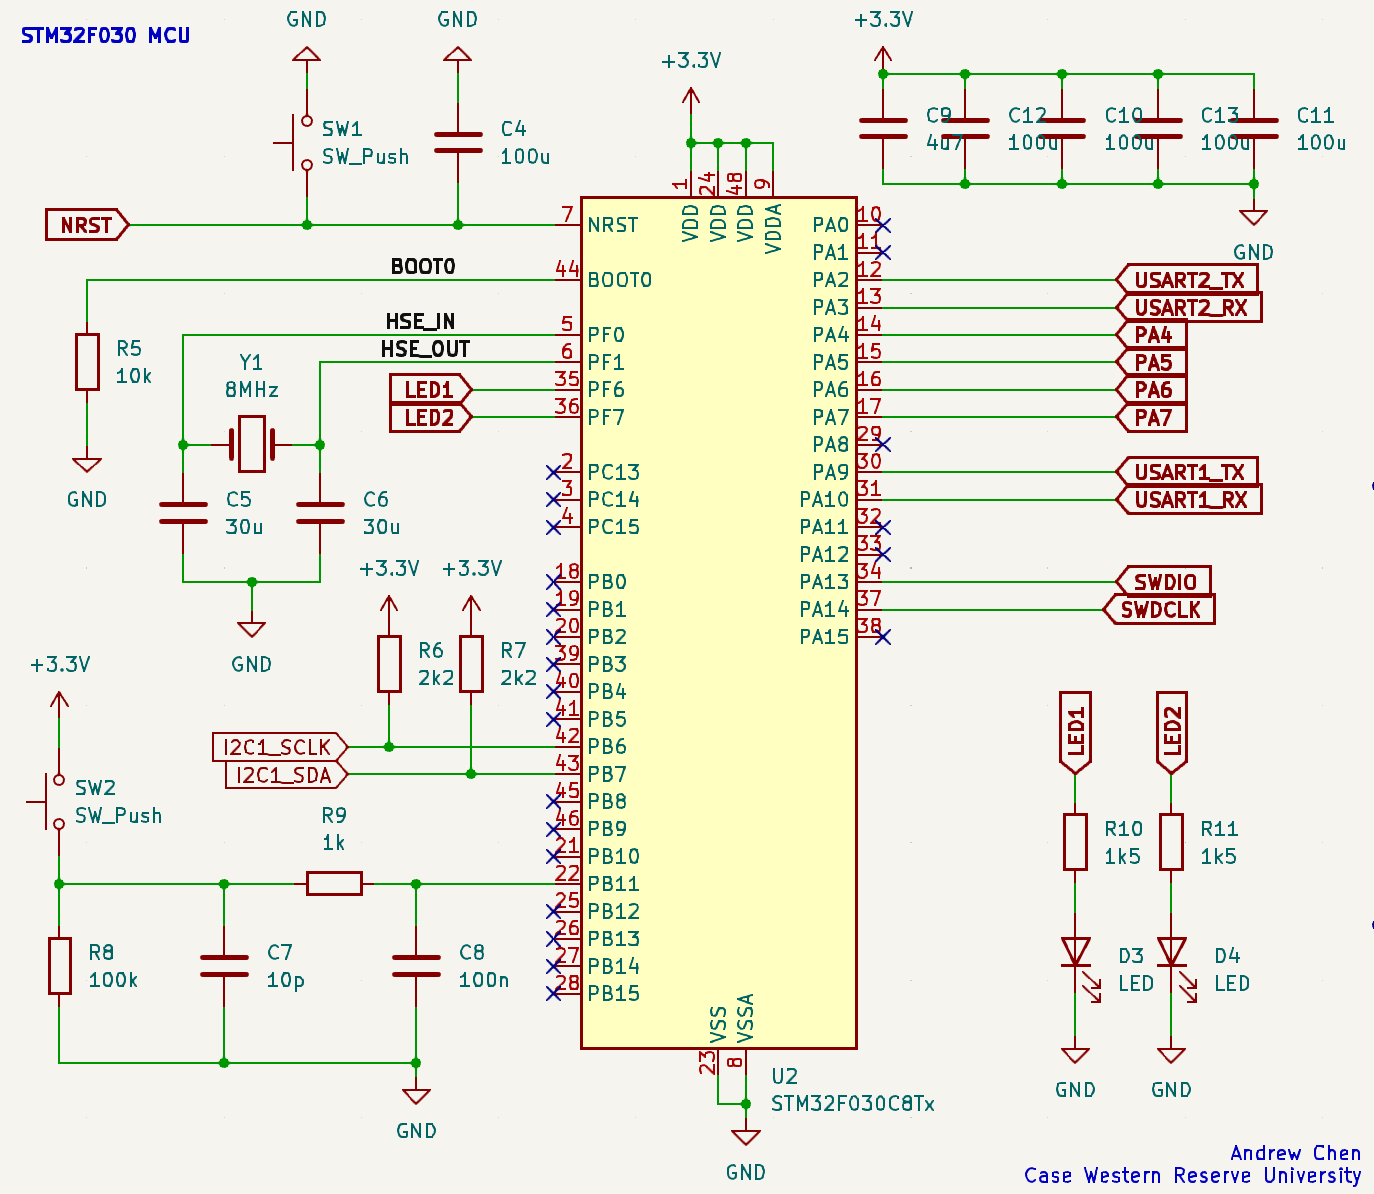 STM32F030 MCU
GND
GND
+3.3V
+3.3V
SW1
SW_Push
C4
100u
C9
4u7
C12
100u
C10
100u
C13
100u
C11
100u
GND
NRST
BOOT0
R5
10k
GND
HSE_IN
HSE_OUT
Y1
8MHz
LED1
LED2
C5
30u
C6
30u
GND
+3.3V
+3.3V
R6
2k2
R7
2k2
I2C1_SCLK
I2C1_SDA
+3.3V
SW2
SW_Push
R9
1k
R8
100k
C7
10p
C8
100n
GND
1 VDD
24 VDD
48 VDD
9 VDDA
7 NRST
44 BOOT0
5 PF0
6 PF1
35 PF6
36 PF7
2 PC13
3 PC14
4 PC15
18 PB0
19 PB1
20 PB2
39 PB3
40 PB4
41 PB5
42 PB6
43 PB7
45 PB8
46 PB9
21 PB10
22 PB11
25 PB12
26 PB13
27 PB14
28 PB15
PA0 10
PA1 11
PA2 12 USART2_TX
PA3 13 USART2_RX
PA4 14 PA4
PA5 15 PA5
PA6 16 PA6
PA7 17 PA7
PA8 29
PA9 30 USART1_TX
PA10 31 USART1_RX
PA11 32
PA12 33
PA13 34 SWDIO
PA14 37 SWDCLK
PA15 38
VSS 23
VSSA 8
U2
STM32F030C8Tx
GND
LED1
LED2
R10
1k5
R11
1k5
D3
LED
D4
LED
GND
GND
Andrew Chen
Case Western Reserve University